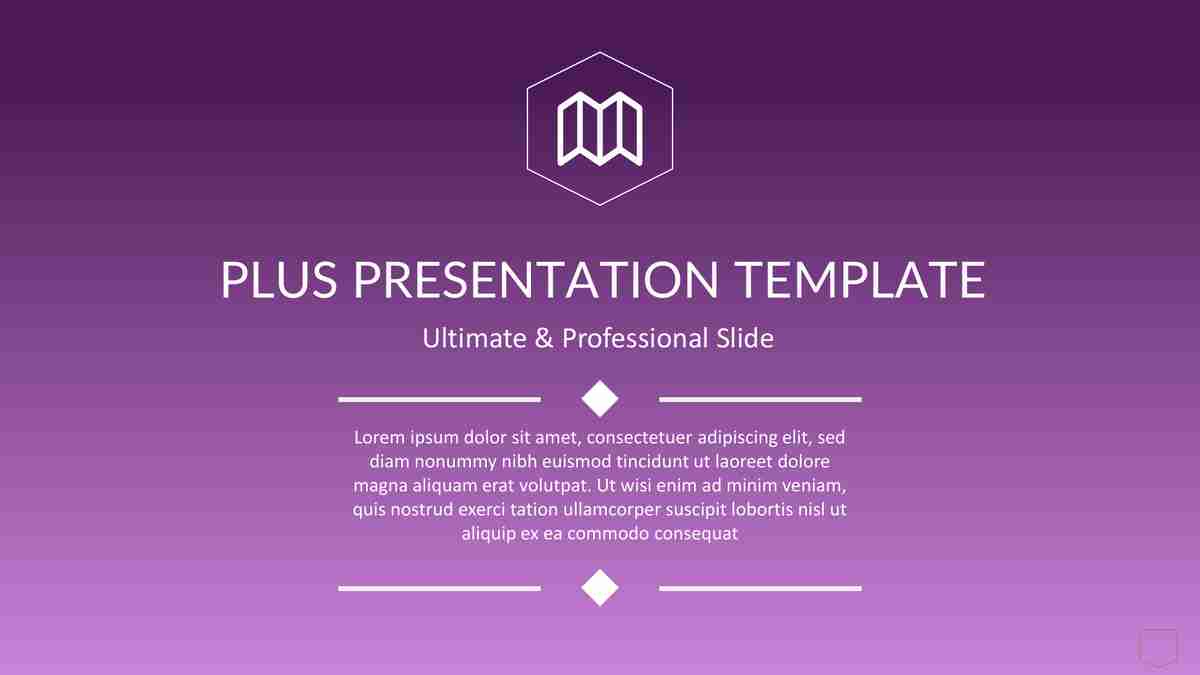 PLUS PRESENTATION TEMPLATE
Ultimate & Professional Slide
Lorem ipsum dolor sit amet, consectetuer adipiscing elit, sed
diam nonummy nibh euismod tincidunt ut laoreet dolore
magna aliquam erat volutpat. Ut wisi enim ad minim veniam,
quis nostrud exerci tation ullamcorper suscipit lobortis nisl ut
aliquip ex ea commodo consequat